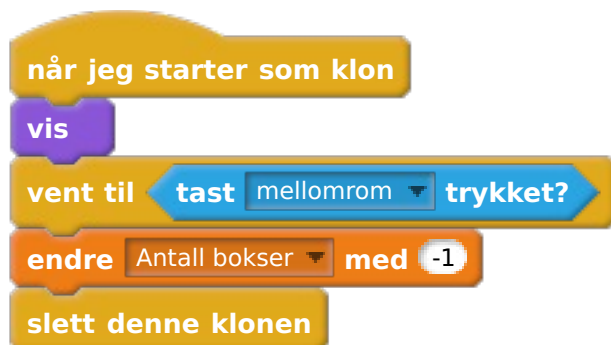 når jeg starter som klon
vis
vent til tast mellomrom trykket?
endre Antall bokser med -1
slett denne klonen